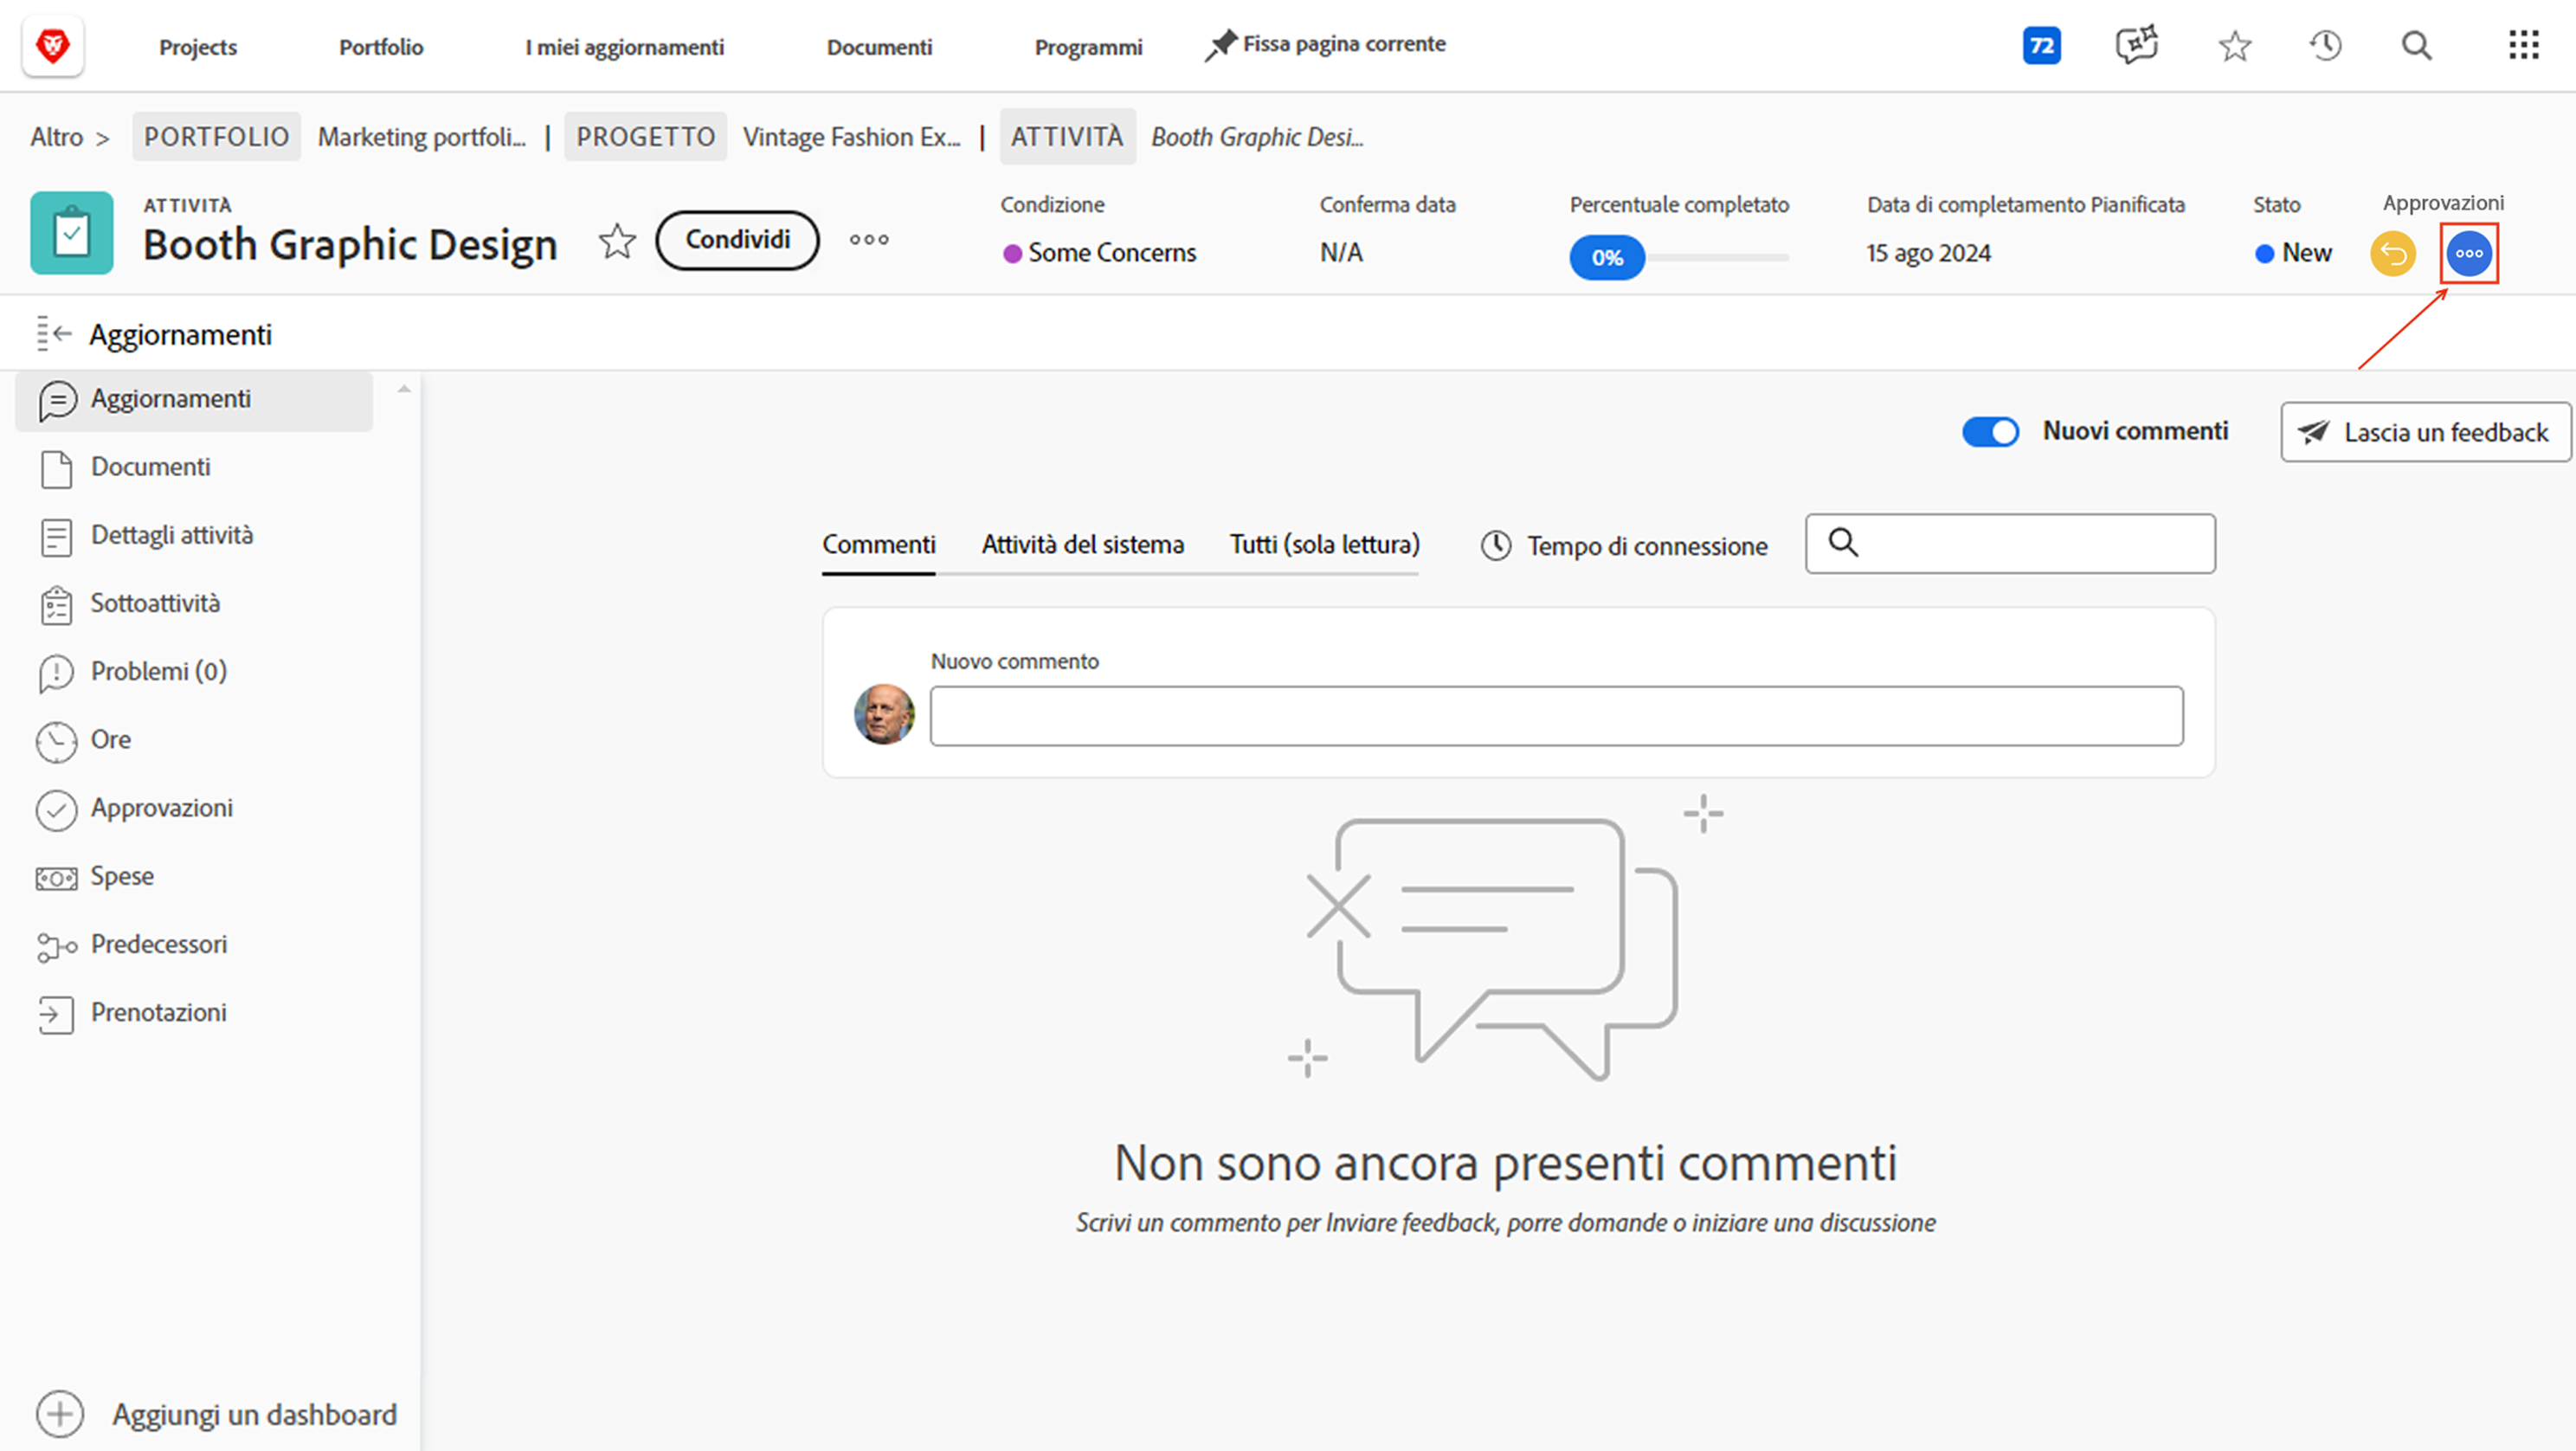 Projects
Portfolio
I miei aggiornamenti
Documenti
Programmi
Fissa pagina corrente
72
Altro >
PORTFOLIO
Marketing portfoli... |
PROGETTO
Vintage Fashion Ex... |
ATTIVITÀ
Booth Graphic Desi...
ATTIVITÀ
Booth Graphic Design
Condividi
Condizione
Some Concerns
Conferma data
N/A
Percentuale completato
0%
Data di completamento Pianificata
15 ago 2024
Stato
New
Approvazioni
Aggiornamenti
Aggiornamenti
Documenti
Dettagli attività
Sottoattività
Problemi (0)
Ore
Approvazioni
Spese
Predecessori
Prenotazioni
Aggiungi un dashboard
Nuovi commenti
Lascia un feedback
Commenti
Attività del sistema
Tutti (sola lettura)
Tempo di connessione
Nuovo commento
Non sono ancora presenti commenti
Scrivi un commento per Inviare feedback, porre domande o iniziare una discussione